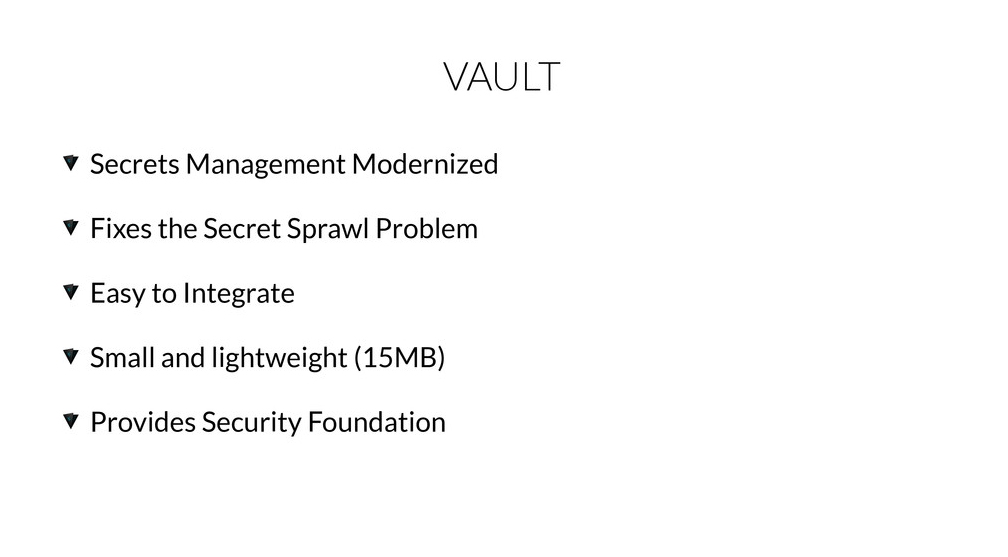 VAULT
Secrets Management Modernized
Fixes the Secret Sprawl Problem
Easy to Integrate
Small and lightweight (15MB)
Provides Security Foundation